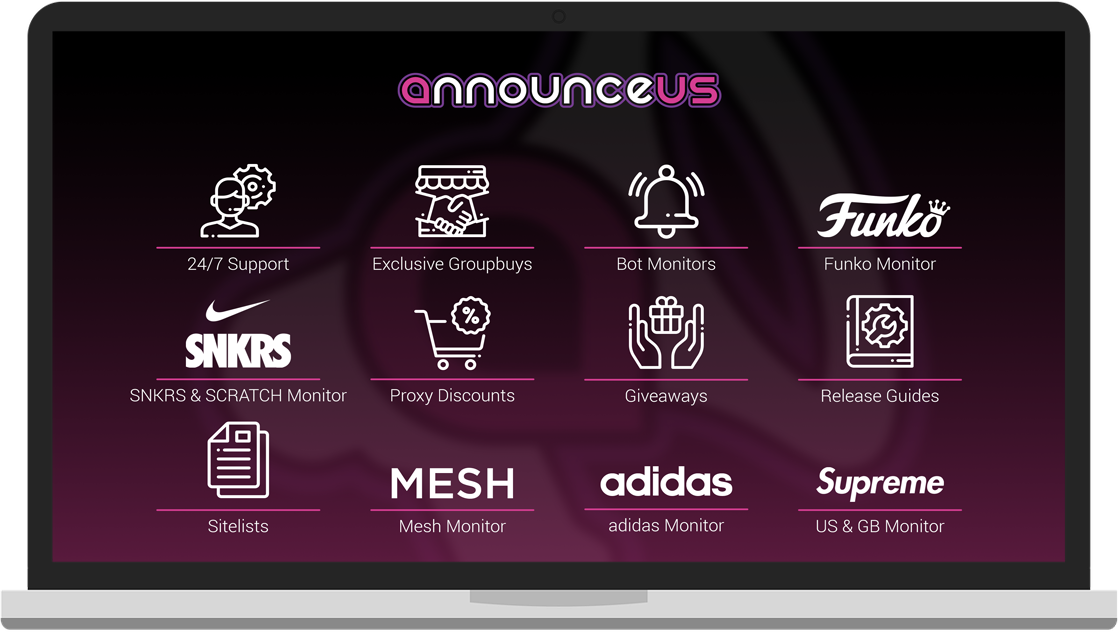 announceus
24/7 Support
Exclusive Groupbuys
Bot Monitors
Funko
Funko Monitor
SNKRS
SNKRS & SCRATCH Monitor
%
Proxy Discounts
Giveaways
Release Guides
Sitelists
MESH
Mesh Monitor
adidas
adidas Monitor
Supreme
US & GB Monitor